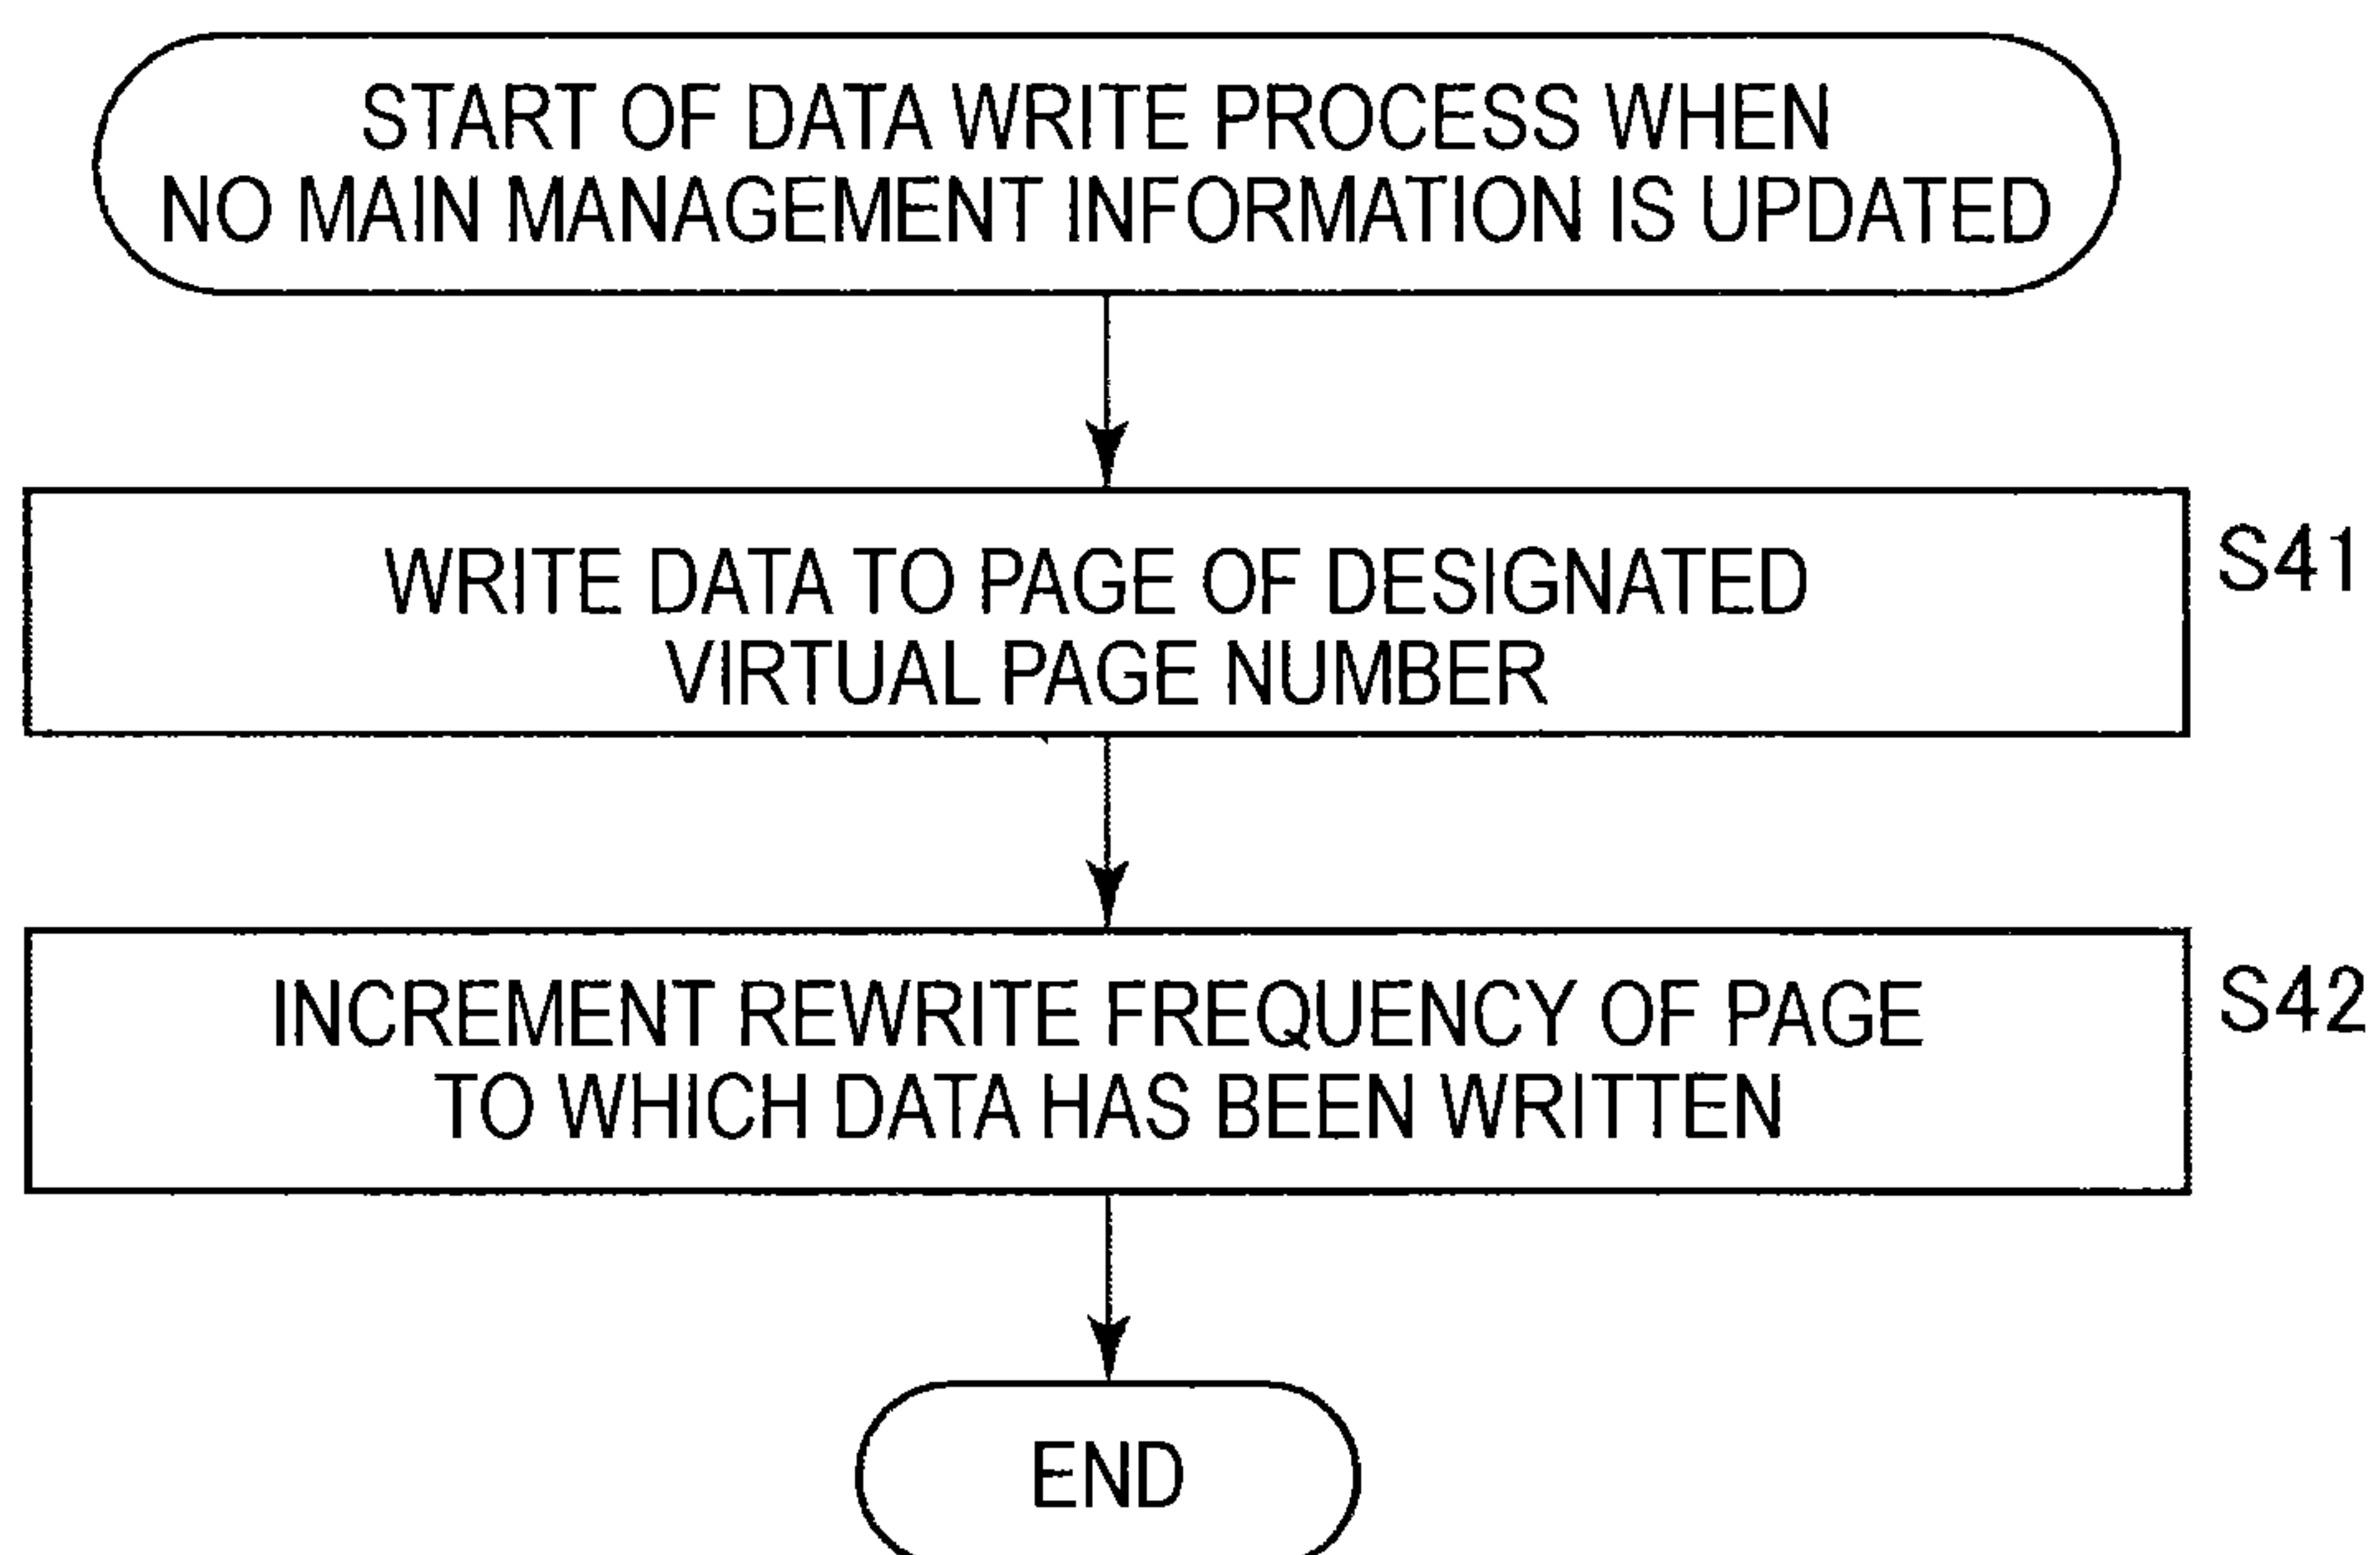 START OF DATA WRITE PROCESS WHEN
NO MAIN MANAGEMENT INFORMATION IS UPDATED
WRITE DATA TO PAGE OF DESIGNATED
VIRTUAL PAGE NUMBER
S41
INCREMENT REWRITE FREQUENCY OF PAGE
TO WHICH DATA HAS BEEN WRITTEN
S42
END